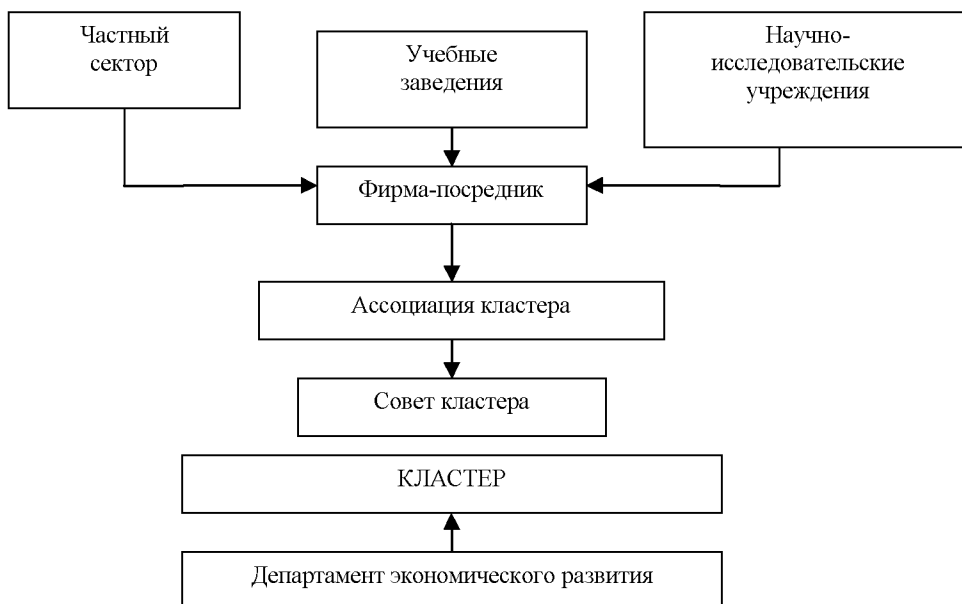 Частный
сектор
Учебные
заведения
Научно-
исследовательские
учреждения
Фирма-посредник
Ассоциация кластера
Совет кластера
КЛАСТЕР
Департамент экономического развития